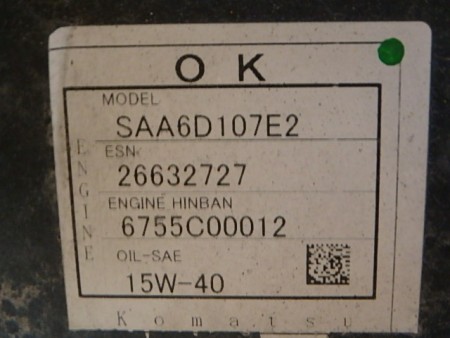 OK
MODEL
SAA6D107E2
ESN
26632727
ENGINE HINBAN
6755C00012
OIL-SAE
15W-40
ENGINE
Komatsu